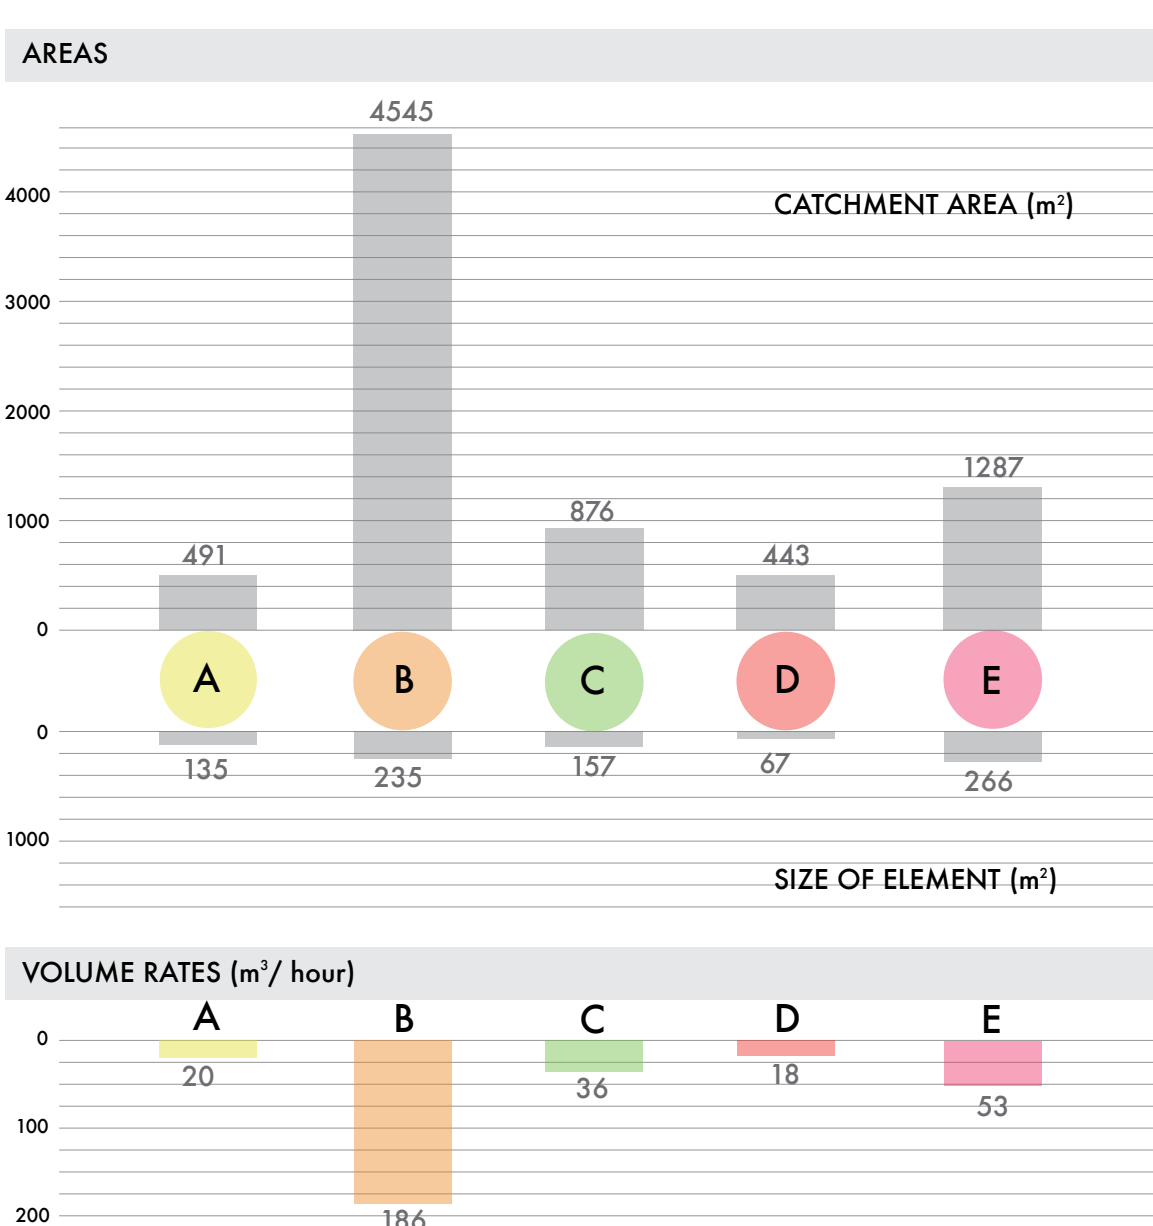 AREAS
4545
4000
CATCHMENT AREA (m²)
3000
2000
1287
1000
876
491
443
0
A B C D E
0
135 235 157 67 266
1000
SIZE OF ELEMENT (m²)
VOLUME RATES (m³/ hour)
A B C D E
0
20 36 18 53
100
200
186